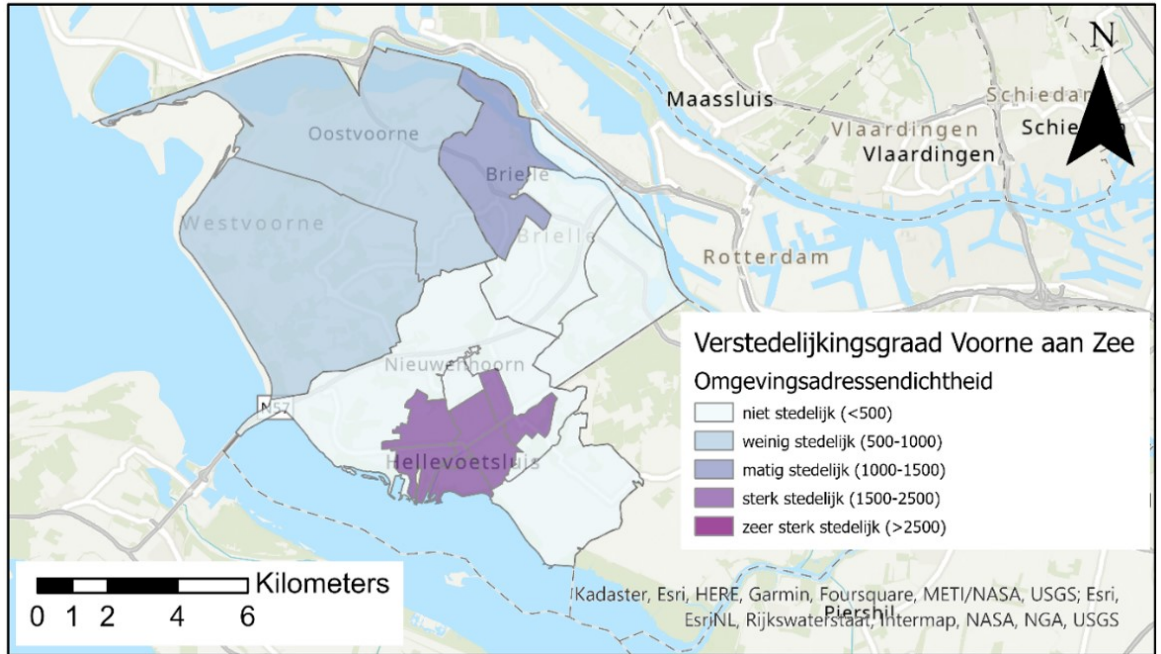 N
Maassluis
Schiedam
Vlaardingen
Vlaardingen
Oostvoorne
Brielle
Westvoorne
Brielle
Rotterdam
Nieuwenhoorn
N57
Hellevoetsluis
Verstedelijkingsgraad Voorne aan Zee
Omgevingsadressendichtheid
niet stedelijk (<500)
weinig stedelijk (500-1000)
matig stedelijk (1000-1500)
sterk stedelijk (1500-2500)
zeer sterk stedelijk (>2500)
Kilometers
0 1 2 4 6
Kadaster, Esri, HERE, Garmin, Foursquare, METI/NASA, USGS; Esri,
EsriNL, Rijkswaterstaat, Intermap, NASA, NGA, USGS
Piershil